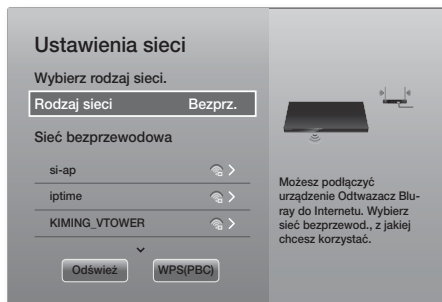 Ustawienia sieci
Wybierz rodzaj sieci.
Rodzaj sieci Bezprz.
Sieć bezprzewodowa
si-ap
iptime
KIMING_VTOWER
Odśwież WPS(PBC)
Możesz podłączyć
urządzenie Odtwazacz Blu-
ray do Internetu. Wybierz
sieć bezprzewod., z jakiej
chcesz korzystać.